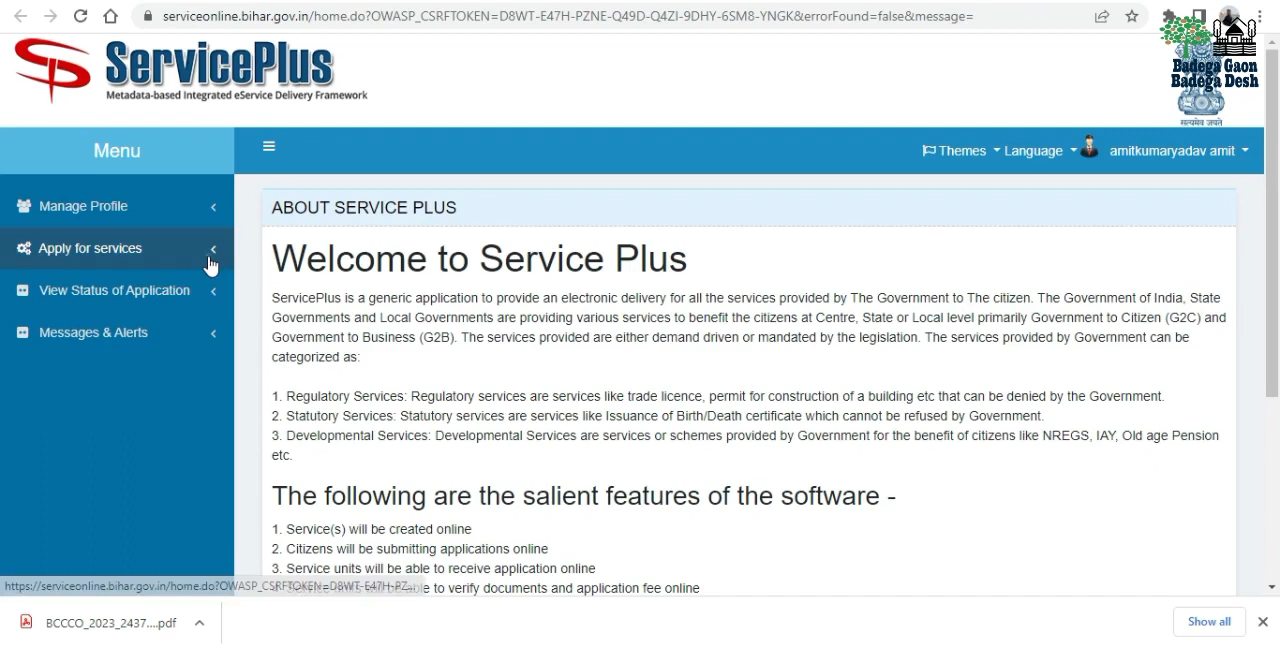 serviceonline.bihar.gov.in/home.do?OWASP_CSRFTOKEN=D8WT-E47H-PZNE-Q49D-Q4ZI-9DHY-6SM8-YNGK&errorFound=false&message=
ServicePlus
Metadata-based Integrated eService Delivery Framework
Badega Gaon
Badega Desh
सत्यमेव जयते
Menu
Themes
Language
amitkumaryadav amit
Manage Profile
Apply for services
View Status of Application
Messages & Alerts
ABOUT SERVICE PLUS
Welcome to Service Plus
ServicePlus is a generic application to provide an electronic delivery for all the services provided by The Government to The citizen. The Government of India, State
Governments and Local Governments are providing various services to benefit the citizens at Centre, State or Local level primarily Government to Citizen (G2C) and
Government to Business (G2B). The services provided are either demand driven or mandated by the legislation. The services provided by Government can be
categorized as:
1. Regulatory Services: Regulatory services are services like trade licence, permit for construction of a building etc that can be denied by the Government.
2. Statutory Services: Statutory services are services like Issuance of Birth/Death certificate which cannot be refused by Government.
3. Developmental Services: Developmental Services are services or schemes provided by Government for the benefit of citizens like NREGS, IAY, Old age Pension
etc.
The following are the salient features of the software -
1. Service(s) will be created online
2. Citizens will be submitting applications online
3. Service units will be able to receive application online
to verify documents and application fee online
https://serviceonline.bihar.gov.in/home.do?OWASP_CSRFTOKEN=D8WT-E47H-PZ...
BCCCO_2023_2437....pdf
Show all